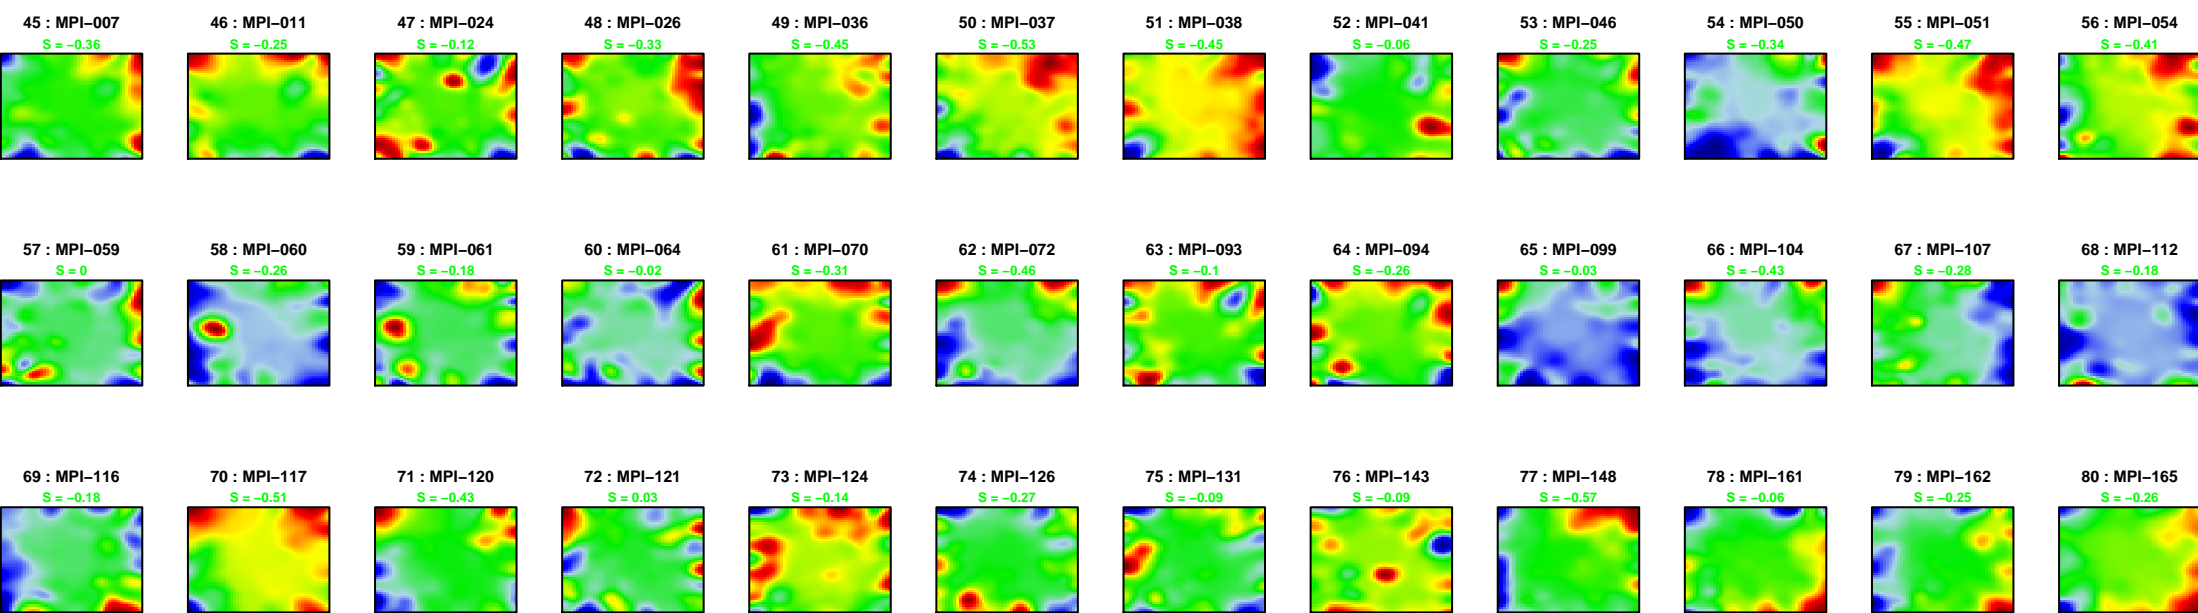 45 : MPI−007 46 : MPI−011 47 : MPI−024 48 : MPI−026 49 : MPI−036 50 : MPI−037 51 : MPI−038 52 : MPI−041 53 : MPI−046 54 : MPI−050 55 : MPI−051 56 : MPI−054
S = −0.36 S = −0.25 S = −0.12 S = −0.33 S = −0.45 S = −0.53 S = −0.45 S = −0.06 S = −0.25 S = −0.34 S = −0.47 S = −0.41
57 : MPI−059 58 : MPI−060 59 : MPI−061 60 : MPI−064 61 : MPI−070 62 : MPI−072 63 : MPI−093 64 : MPI−094 65 : MPI−099 66 : MPI−104 67 : MPI−107 68 : MPI−112
S = 0 S = −0.26 S = −0.18 S = −0.02 S = −0.31 S = −0.46 S = −0.1 S = −0.26 S = −0.03 S = −0.43 S = −0.28 S = −0.18
69 : MPI−116 70 : MPI−117 71 : MPI−120 72 : MPI−121 73 : MPI−124 74 : MPI−126 75 : MPI−131 76 : MPI−143 77 : MPI−148 78 : MPI−161 79 : MPI−162 80 : MPI−165
S = −0.18 S = −0.51 S = −0.43 S = 0.03 S = −0.14 S = −0.27 S = −0.09 S = −0.09 S = −0.57 S = −0.06 S = −0.25 S = −0.26